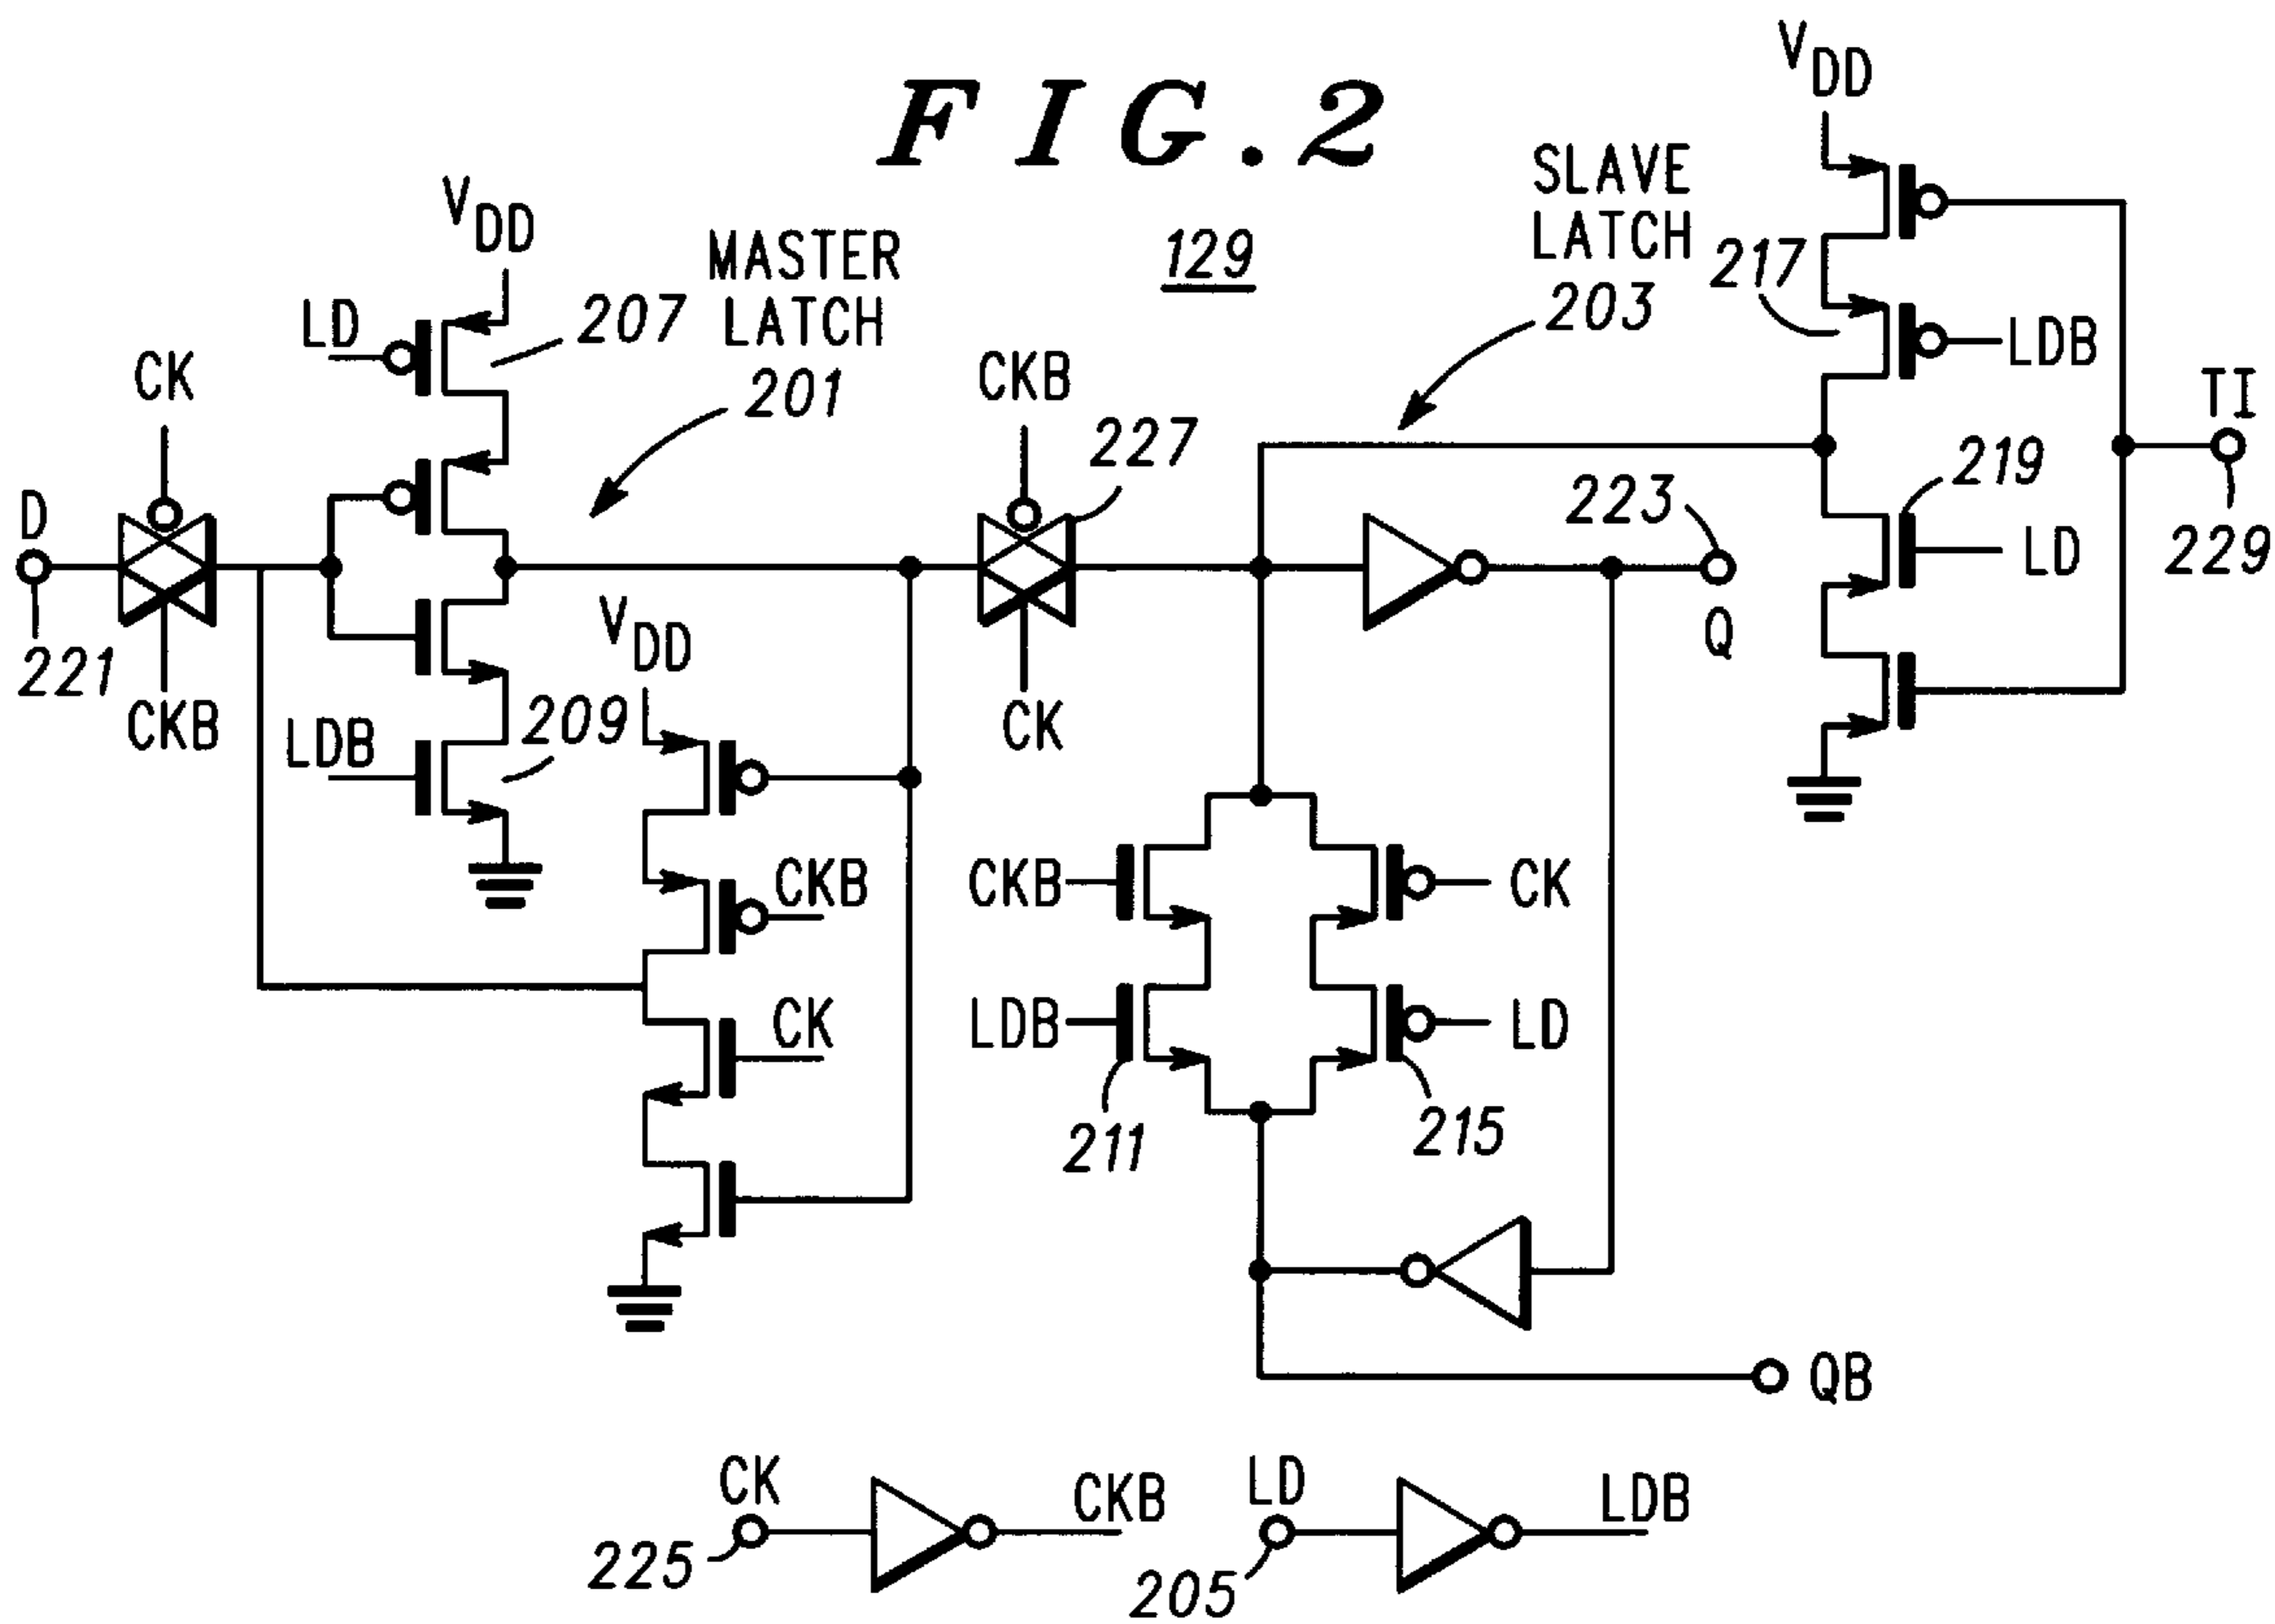 FIG.2
VDD
SLAVE
LATCH
203
129
VDD
MASTER
LATCH
201
217
LD
207
LDB
CK
CKB
227
TI
219
D
223
229
LD
221
CKB
VDD
CK
Q
LDB
209
CKB
CKB
CK
CK
LDB
LD
211
215
QB
CK
CKB
LD
LDB
225
205